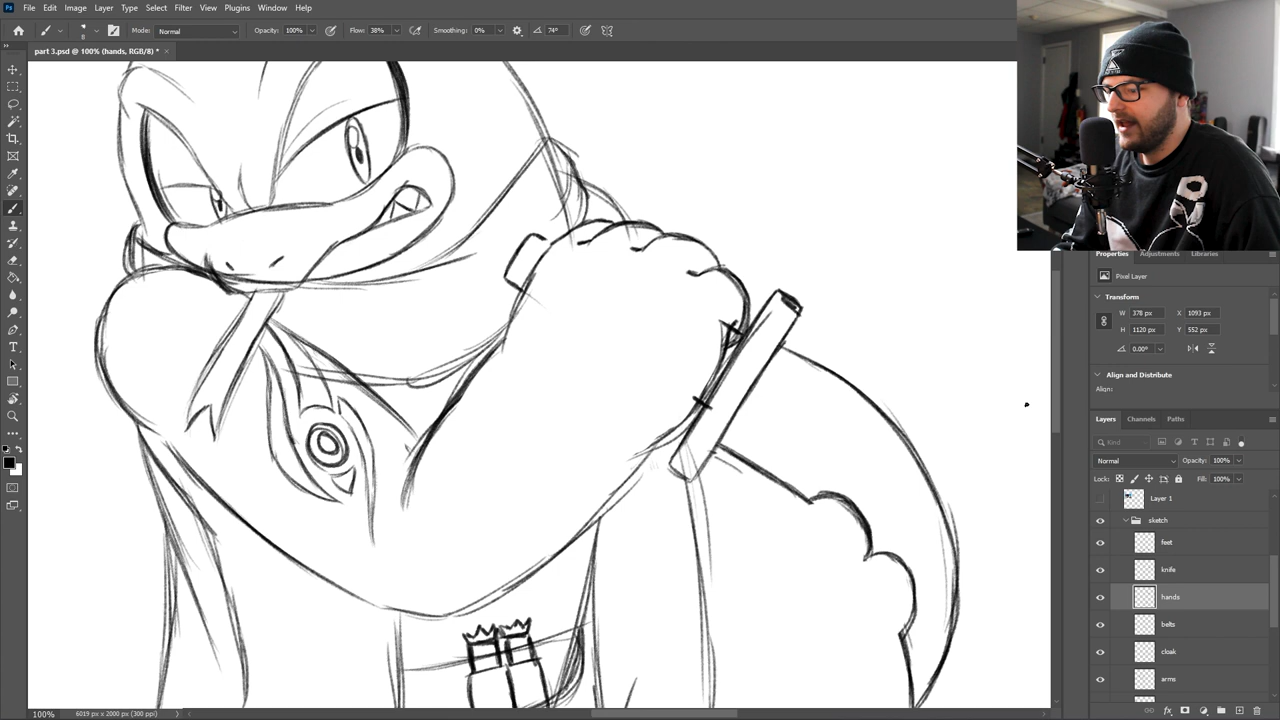 File Edit Image Layer Type Select Filter View Plugins Window Help
Mode: Normal Opacity: 100% Flow: 38% Smoothing: 0% 74°
part 3.psd @ 100% (hands, RGB/8) *
Properties Adjustments Libraries
Pixel Layer
Transform
W 378 px X 1093 px
H 1120 px Y 552 px
0.00°
Align and Distribute
Align:
Layers Channels Paths
Kind
Normal Opacity: 100%
Lock: Fill: 100%
Layer 1
sketch
feet
knife
hands
belts
cloak
arms
100% 6019 px x 2000 px (300 ppi)